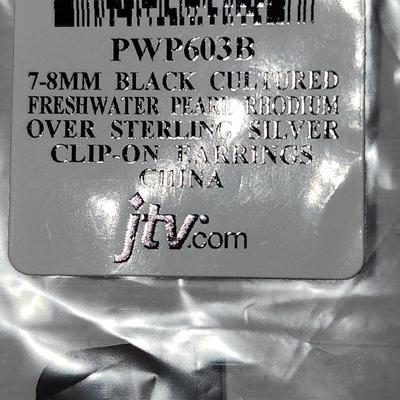 PWP603B
7-8MM BLACK CULTURED
FRESHWATER PEARL RHODIUM
OVER STERLING SILVER
CLIP-ON EARRINGS
CHINA
jtv.com